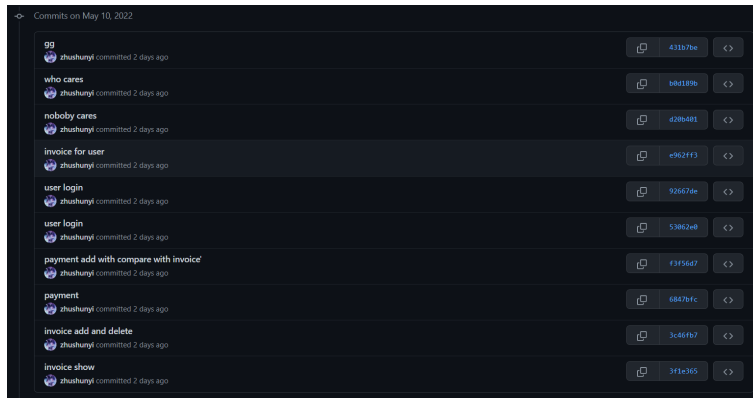 Commits on May 10, 2022
gg
zhushunyi committed 2 days ago
431b7be
who cares
zhushunyi committed 2 days ago
b0d189b
noboby cares
zhushunyi committed 2 days ago
d20b401
invoice for user
zhushunyi committed 2 days ago
e962ff3
user login
zhushunyi committed 2 days ago
92667de
user login
zhushunyi committed 2 days ago
53062e0
payment add with compare with invoice'
zhushunyi committed 2 days ago
f3f56d7
payment
zhushunyi committed 2 days ago
6847bfc
invoice add and delete
zhushunyi committed 2 days ago
3c46fb7
invoice show
zhushunyi committed 2 days ago
3f1e365